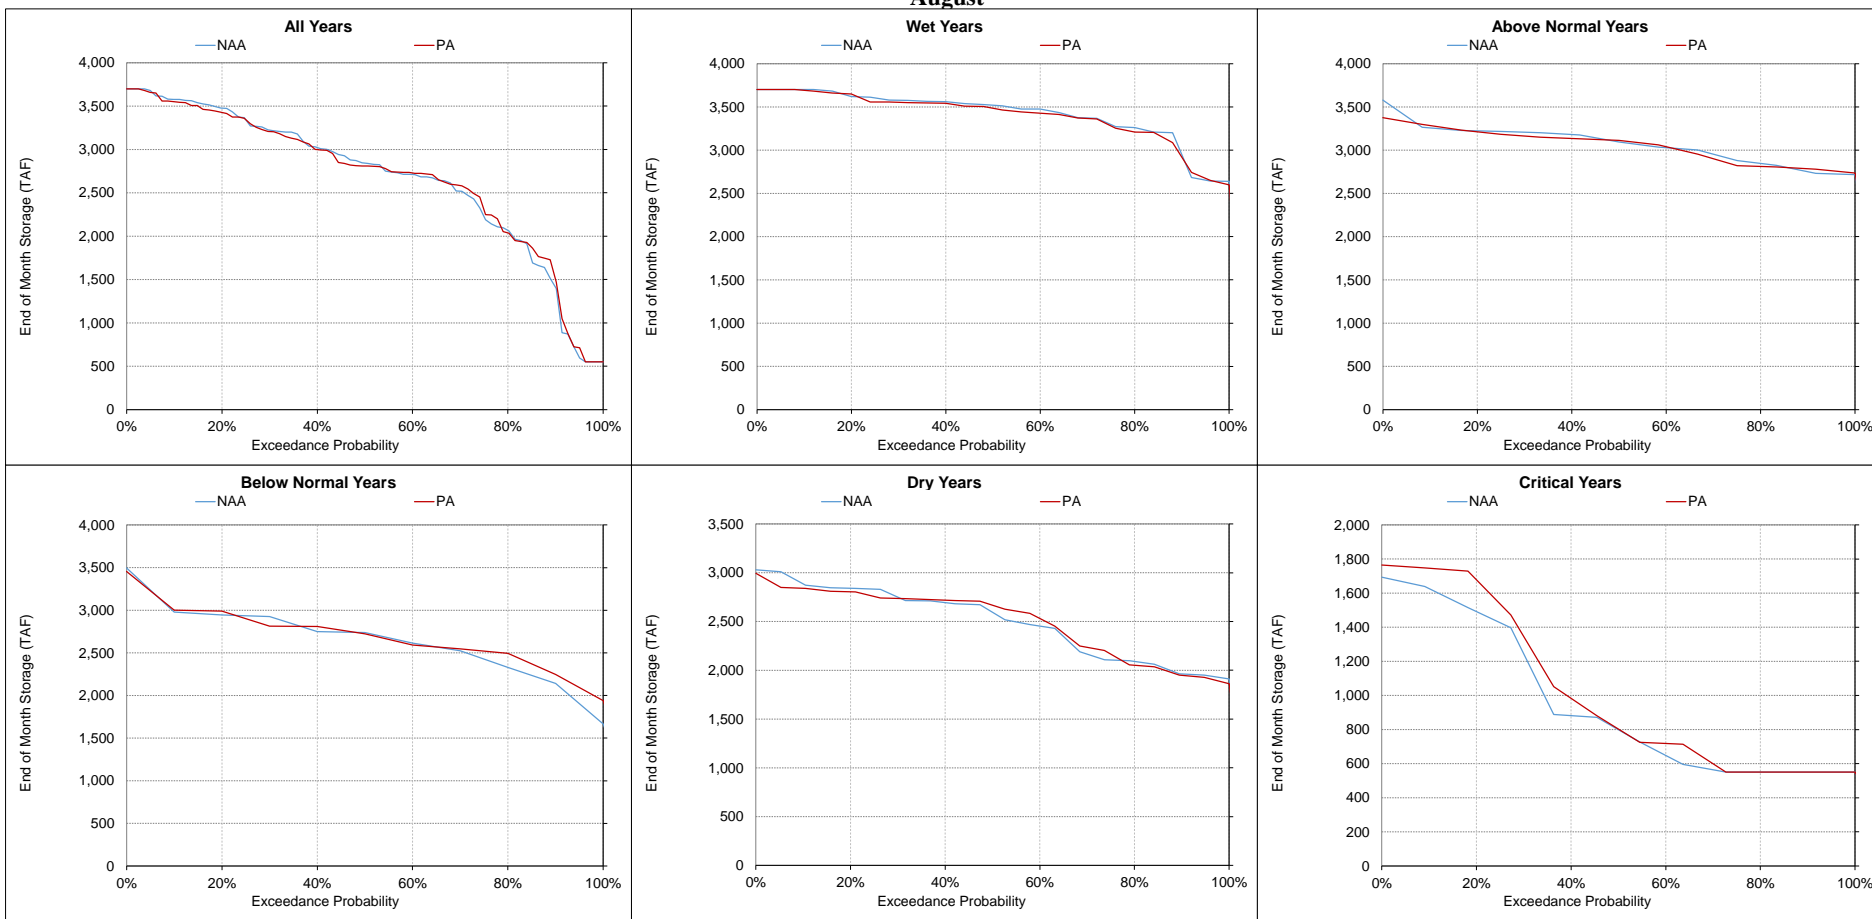 August
All Years
NAA PA
4,000
3,500
3,000
2,500
2,000
1,500
1,000
500
0
End of Month Storage (TAF)
0% 20% 40% 60% 80% 100%
Exceedance Probability
Wet Years
NAA PA
4,000
3,500
3,000
2,500
2,000
1,500
1,000
500
0
End of Month Storage (TAF)
0% 20% 40% 60% 80% 100%
Exceedance Probability
Above Normal Years
NAA PA
4,000
3,500
3,000
2,500
2,000
1,500
1,000
500
0
End of Month Storage (TAF)
0% 20% 40% 60% 80% 100%
Exceedance Probability
Below Normal Years
NAA PA
4,000
3,500
3,000
2,500
2,000
1,500
1,000
500
0
End of Month Storage (TAF)
0% 20% 40% 60% 80% 100%
Exceedance Probability
Dry Years
NAA PA
3,500
3,000
2,500
2,000
1,500
1,000
500
0
End of Month Storage (TAF)
0% 20% 40% 60% 80% 100%
Exceedance Probability
Critical Years
NAA PA
2,000
1,800
1,600
1,400
1,200
1,000
800
600
400
200
0
End of Month Storage (TAF)
0% 20% 40% 60% 80% 100%
Exceedance Probability